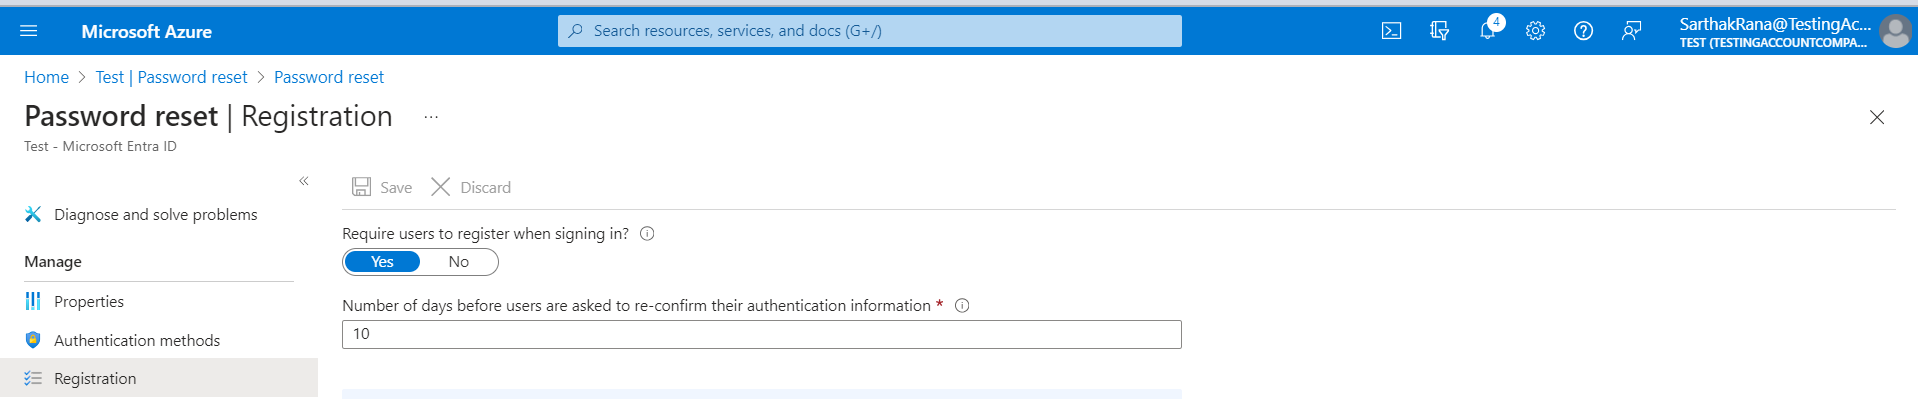 Microsoft Azure
Search resources, services, and docs (G+/)
4
SarthakRana@TestingAc...
TEST (TESTINGACCOUNTCOMPA...
Home > Test | Password reset > Password reset
Password reset | Registration ...
Test - Microsoft Entra ID
«
Save Discard
Diagnose and solve problems
Manage
Properties
Authentication methods
Registration
Require users to register when signing in?
Yes No
Number of days before users are asked to re-confirm their authentication information *
10